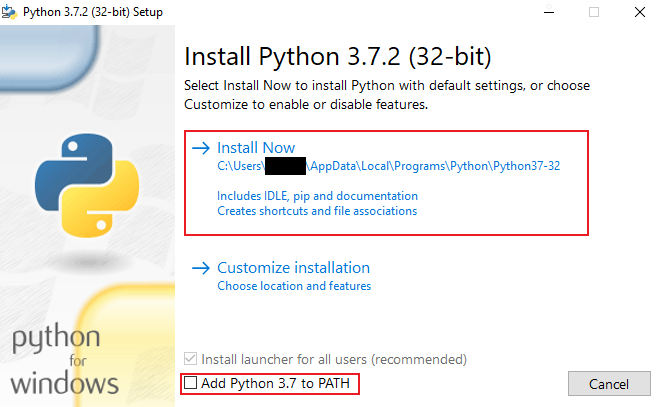 Python 3.7.2 (32-bit) Setup
Install Python 3.7.2 (32-bit)
Select Install Now to install Python with default settings, or choose
Customize to enable or disable features.
Install Now
C:\Users\ \AppData\Local\Programs\Python\Python37-32
Includes IDLE, pip and documentation
Creates shortcuts and file associations
Customize installation
Choose location and features
python
for
windows
Install launcher for all users (recommended)
Add Python 3.7 to PATH
Cancel